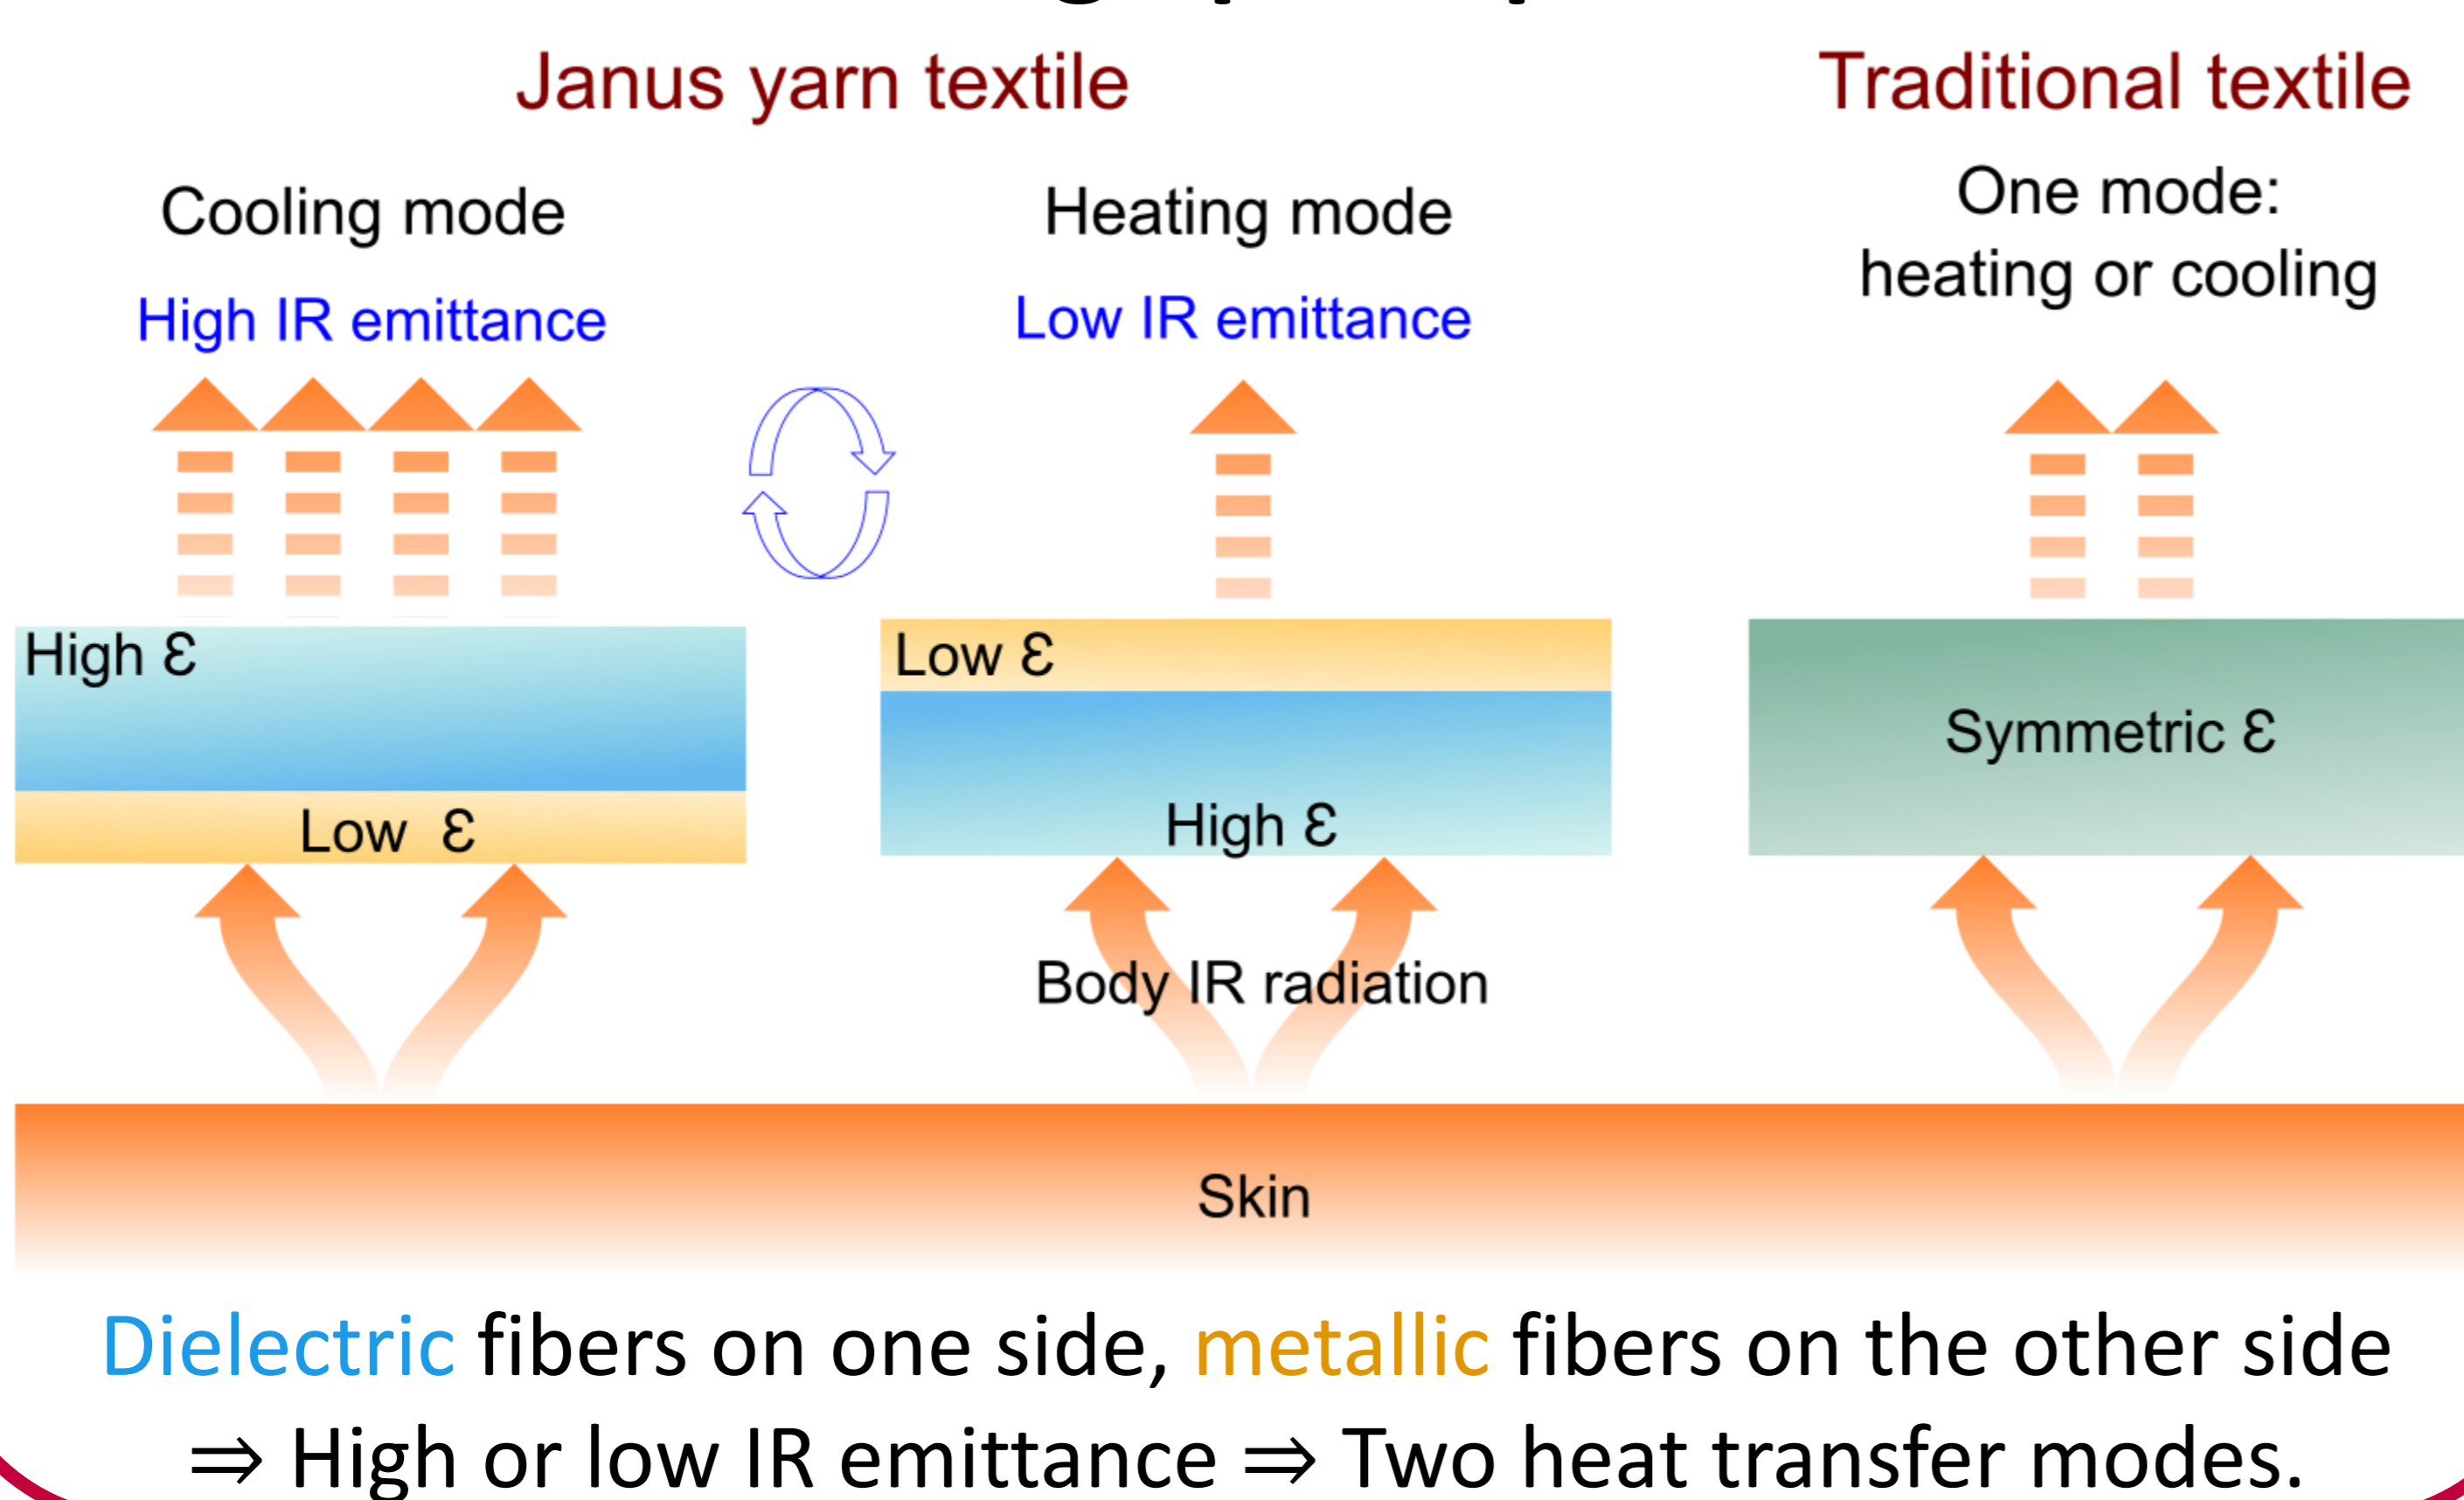 Janus yarn textile
Traditional textile
Cooling mode
High IR emittance
Heating mode
Low IR emittance
One mode:
heating or cooling
High Ɛ
Low Ɛ
Low Ɛ
High Ɛ
Symmetric Ɛ
Body IR radiation
Skin
Dielectric fibers on one side, metallic fibers on the other side
⇒ High or low IR emittance ⇒ Two heat transfer modes.